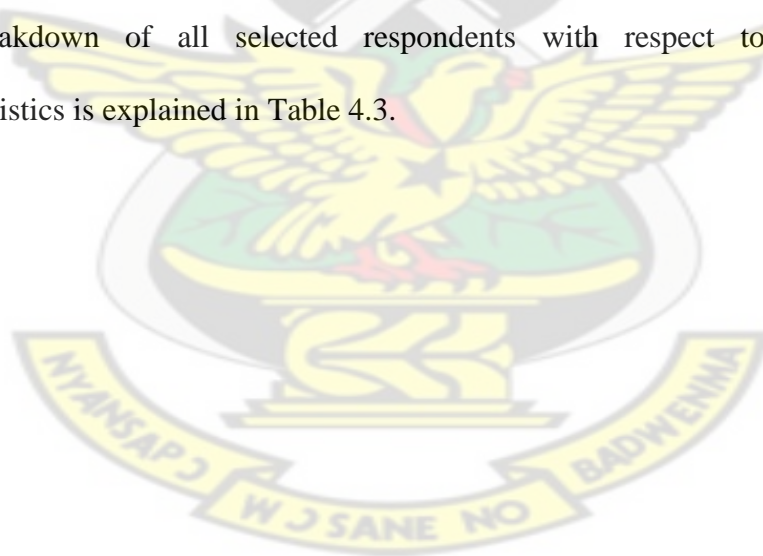 akdown of all selected respondents with respect to
istics is explained in Table 4.3.
NYANSAPƆ
WƆ SANE NO
BADWENMA